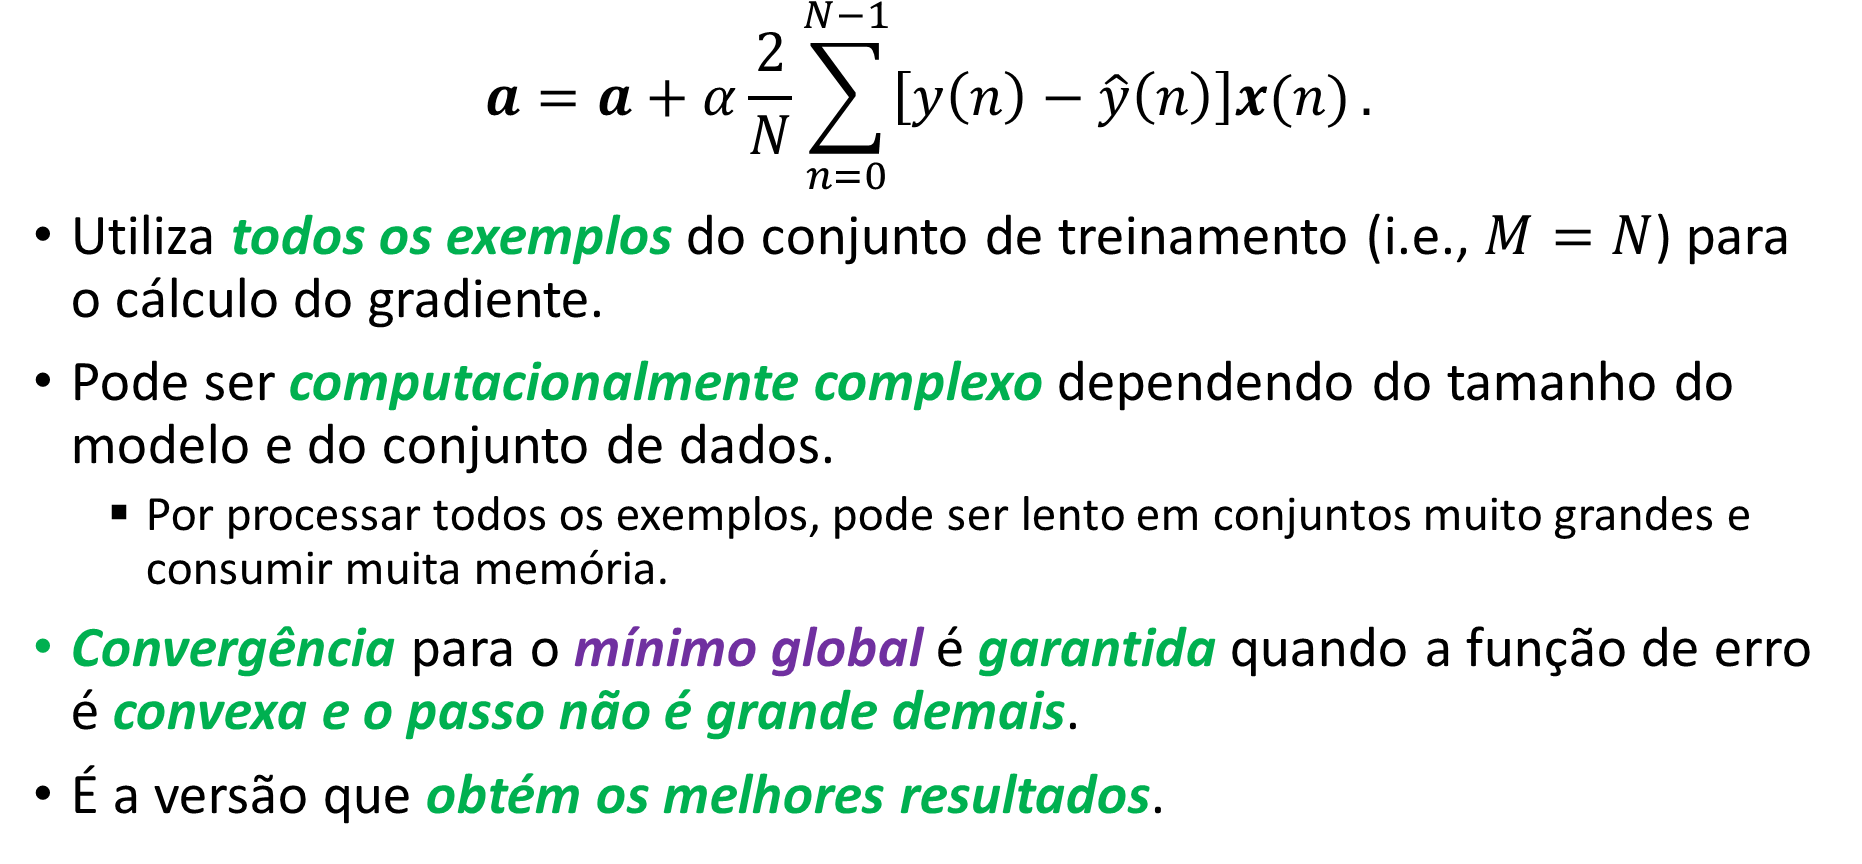 𝒂 = 𝒂 + α 2/N ∑_{n=0}^{N−1} [y(n) − ŷ(n)]𝒙(n) .
• Utiliza todos os exemplos do conjunto de treinamento (i.e., M = N) para
o cálculo do gradiente.
• Pode ser computacionalmente complexo dependendo do tamanho do
modelo e do conjunto de dados.
▪ Por processar todos os exemplos, pode ser lento em conjuntos muito grandes e
consumir muita memória.
• Convergência para o mínimo global é garantida quando a função de erro
é convexa e o passo não é grande demais.
• É a versão que obtém os melhores resultados.